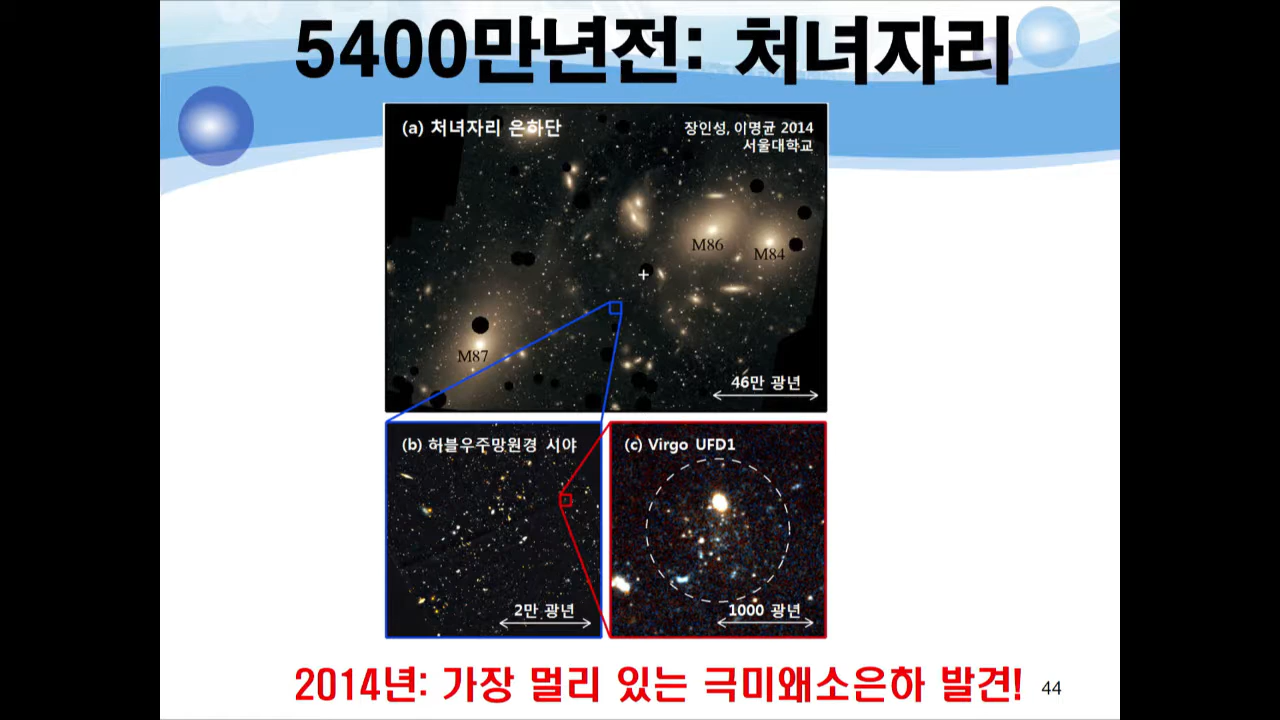 5400만년전: 처녀자리
(a) 처녀자리 은하단
장인성, 이명균 2014
서울대학교
M86
M84
M87
46만 광년
(b) 허블우주망원경 시야
(c) Virgo UFD1
2만 광년
1000 광년
2014년: 가장 멀리 있는 극미왜소은하 발견!
44